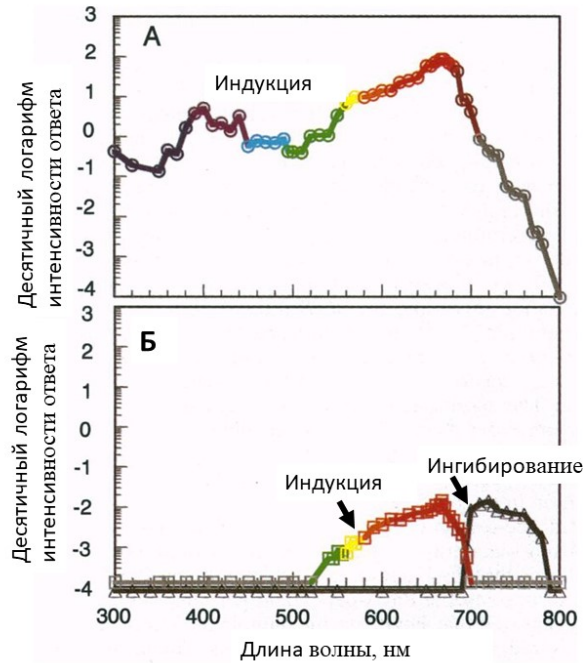 Десятичный логарифм
интенсивности ответа
3
2
1
0
-1
-2
-3
-4
А
Индукция
Десятичный логарифм
интенсивности ответа
3
2
1
0
-1
-2
-3
-4
Б
Индукция
Ингибирование
300 400 500 600 700 800
Длина волны, нм